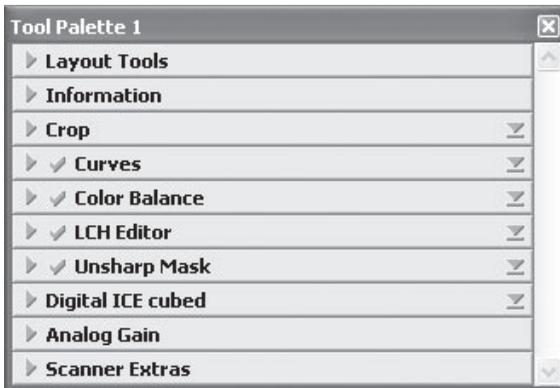 Tool Palette 1
Layout Tools
Information
Crop
Curves
Color Balance
LCH Editor
Unsharp Mask
Digital ICE cubed
Analog Gain
Scanner Extras